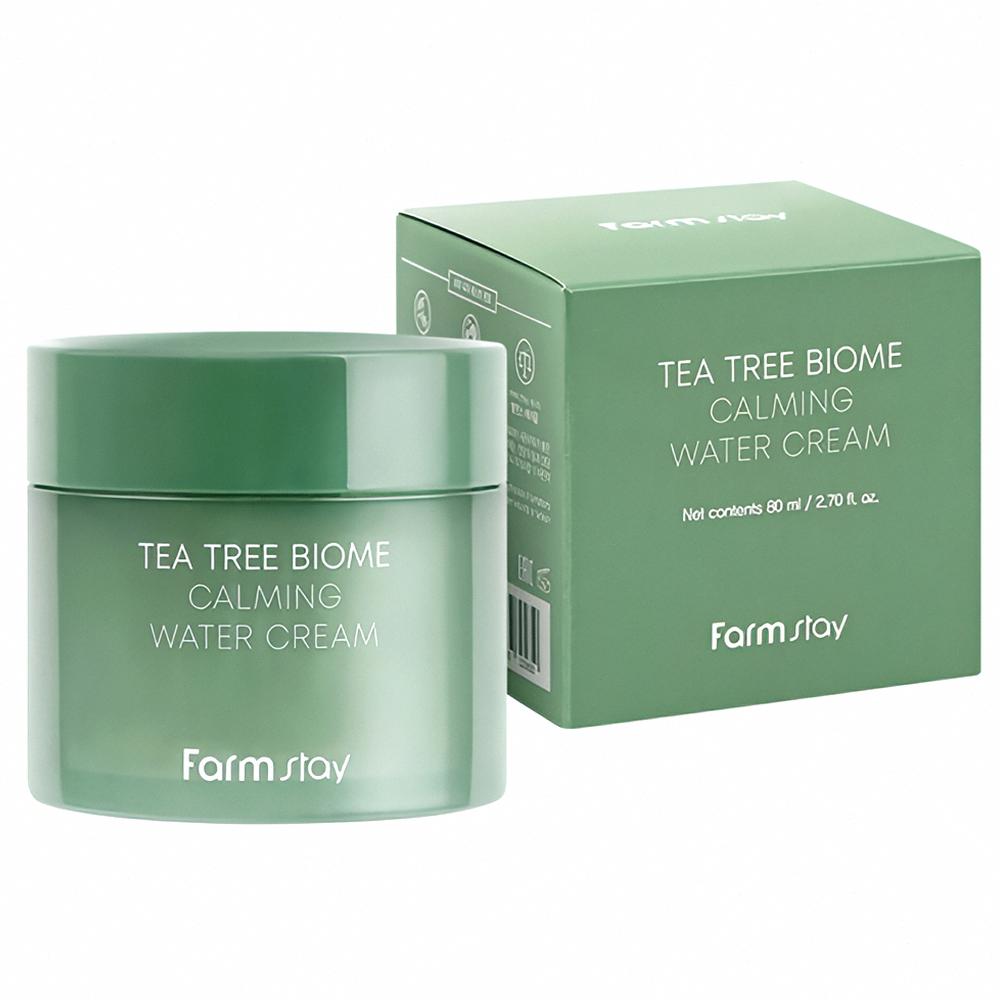 TEA TREE BIOME
CALMING
WATER CREAM
Farm stay
Farm stay
TEA TREE BIOME
CALMING
WATER CREAM
Net contents 80 ml / 2.70 fl. oz.
Farm stay
EAC